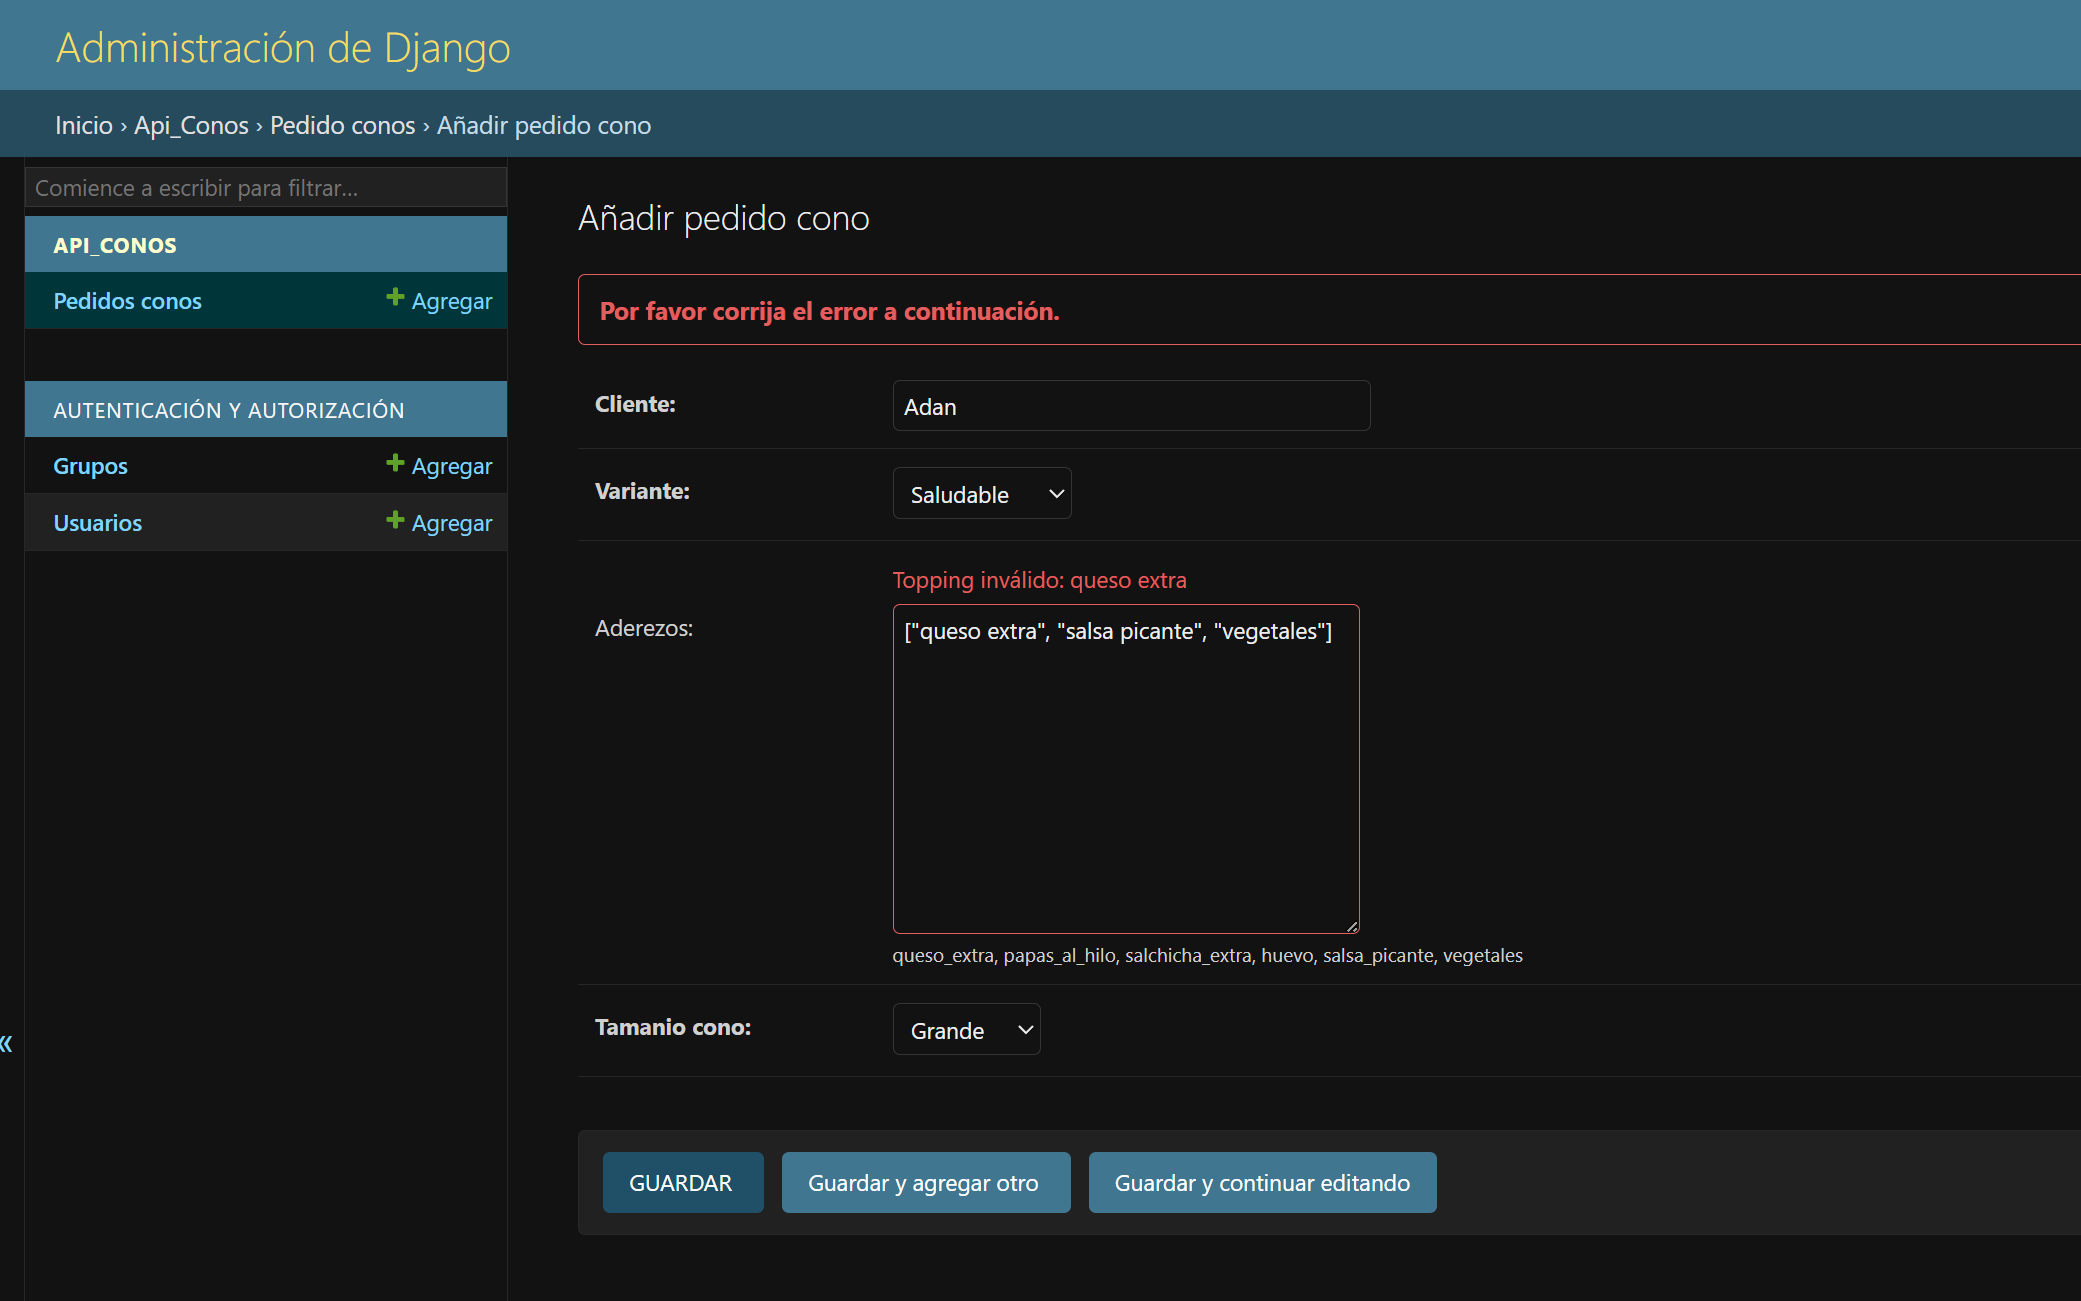 Administración de Django
Inicio › Api_Conos › Pedido conos › Añadir pedido cono
Comience a escribir para filtrar...
API_CONOS
Pedidos conos
Agregar
AUTENTICACIÓN Y AUTORIZACIÓN
Grupos
Agregar
Usuarios
Agregar
«
Añadir pedido cono
Por favor corrija el error a continuación.
Cliente:
Adan
Variante:
Saludable
Topping inválido: queso extra
Aderezos:
["queso extra", "salsa picante", "vegetales"]
queso_extra, papas_al_hilo, salchicha_extra, huevo, salsa_picante, vegetales
Tamanio cono:
Grande
GUARDAR
Guardar y agregar otro
Guardar y continuar editando